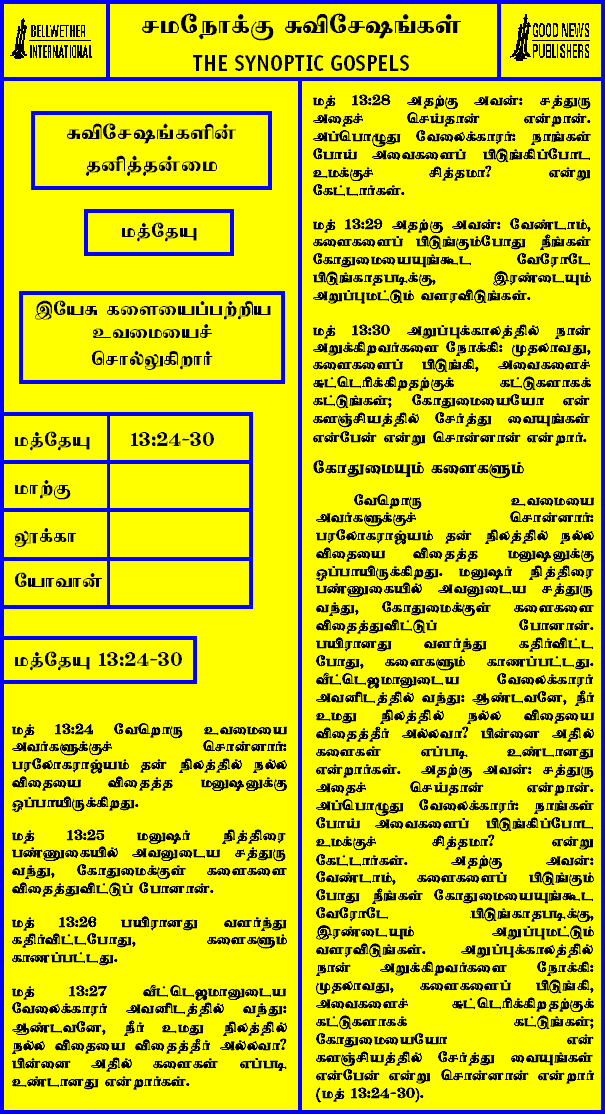 BELLWETHER
INTERNATIONAL
சமநோக்கு சுவிசேஷங்கள்
THE SYNOPTIC GOSPELS
GOOD NEWS
PUBLISHERS
சுவிசேஷங்களின்
தனித்தன்மை
மத்தேயு
இயேசு களையைப்பற்றிய
உவமையைச்
சொல்லுகிறார்
மத்தேயு 13:24-30
மாற்கு
லூக்கா
யோவான்
மத்தேயு 13:24-30
மத் 13:24 வேறொரு உவமையை
அவர்களுக்குச் சொன்னார்:
பரலோகராஜ்யம் தன் நிலத்தில் நல்ல
விதையை விதைத்த மனுஷனுக்கு
ஒப்பாயிருக்கிறது.
மத் 13:25 மனுஷர் நித்திரை
பண்ணுகையில் அவனுடைய சத்துரு
வந்து, கோதுமைக்குள் களைகளை
விதைத்துவிட்டுப் போனான்.
மத் 13:26 பயிரானது வளர்ந்து
கதிர்விட்டபோது, களைகளும்
காணப்பட்டது.
மத் 13:27 வீட்டெஜமானுடைய
வேலைக்காரர் அவனிடத்தில் வந்து:
ஆண்டவனே, நீர் உமது நிலத்தில்
நல்ல விதையை விதைத்தீர் அல்லவா?
பின்னை அதில் களைகள் எப்படி
உண்டானது என்றார்கள்.
மத் 13:28 அதற்கு அவன்: சத்துரு
அதைச் செய்தான் என்றான்.
அப்பொழுது வேலைக்காரர்: நாங்கள்
போய் அவைகளைப் பிடுங்கிப்போட
உமக்குச் சித்தமா? என்று
கேட்டார்கள்.
மத் 13:29 அதற்கு அவன்: வேண்டாம்,
களைகளைப் பிடுங்கும்போது நீங்கள்
கோதுமையையுங்கூட வேரோடே
பிடுங்காதபடிக்கு, இரண்டையும்
அறுப்புமட்டும் வளரவிடுங்கள்.
மத் 13:30 அறுப்புக்காலத்தில் நான்
அறுக்கிறவர்களை நோக்கி: முதலாவது,
களைகளைப் பிடுங்கி, அவைகளைச்
சுட்டெரிக்கிறதற்குக் கட்டுகளாகக்
கட்டுங்கள்; கோதுமையையோ என்
களஞ்சியத்தில் சேர்த்து வையுங்கள்
என்பேன் என்று சொன்னான் என்றார்.
கோதுமையும் களைகளும்
வேறொரு உவமையை
அவர்களுக்குச் சொன்னார்:
பரலோகராஜ்யம் தன் நிலத்தில் நல்ல
விதையை விதைத்த மனுஷனுக்கு
ஒப்பாயிருக்கிறது. மனுஷர் நித்திரை
பண்ணுகையில் அவனுடைய சத்துரு
வந்து, கோதுமைக்குள் களைகளை
விதைத்துவிட்டுப் போனான்.
பயிரானது வளர்ந்து கதிர்விட்ட
போது, களைகளும் காணப்பட்டது.
வீட்டெஜமானுடைய வேலைக்காரர்
அவனிடத்தில் வந்து: ஆண்டவனே, நீர்
உமது நிலத்தில் நல்ல விதையை
விதைத்தீர் அல்லவா? பின்னை அதில்
களைகள் எப்படி உண்டானது
என்றார்கள். அதற்கு அவன்: சத்துரு
அதைச் செய்தான் என்றான்.
அப்பொழுது வேலைக்காரர்: நாங்கள்
போய் அவைகளைப் பிடுங்கிப்போட
உமக்குச் சித்தமா? என்று
கேட்டார்கள். அதற்கு அவன்:
வேண்டாம், களைகளைப் பிடுங்கும்
போது நீங்கள் கோதுமையையுங்கூட
வேரோடே பிடுங்காதபடிக்கு,
இரண்டையும் அறுப்புமட்டும்
வளரவிடுங்கள். அறுப்புக்காலத்தில்
நான் அறுக்கிறவர்களை நோக்கி:
முதலாவது, களைகளைப் பிடுங்கி,
அவைகளைச் சுட்டெரிக்கிறதற்குக்
கட்டுகளாகக் கட்டுங்கள்;
கோதுமையையோ என்
களஞ்சியத்தில் சேர்த்து வையுங்கள்
என்பேன் என்று சொன்னான் என்றார்
(மத் 13:24-30).